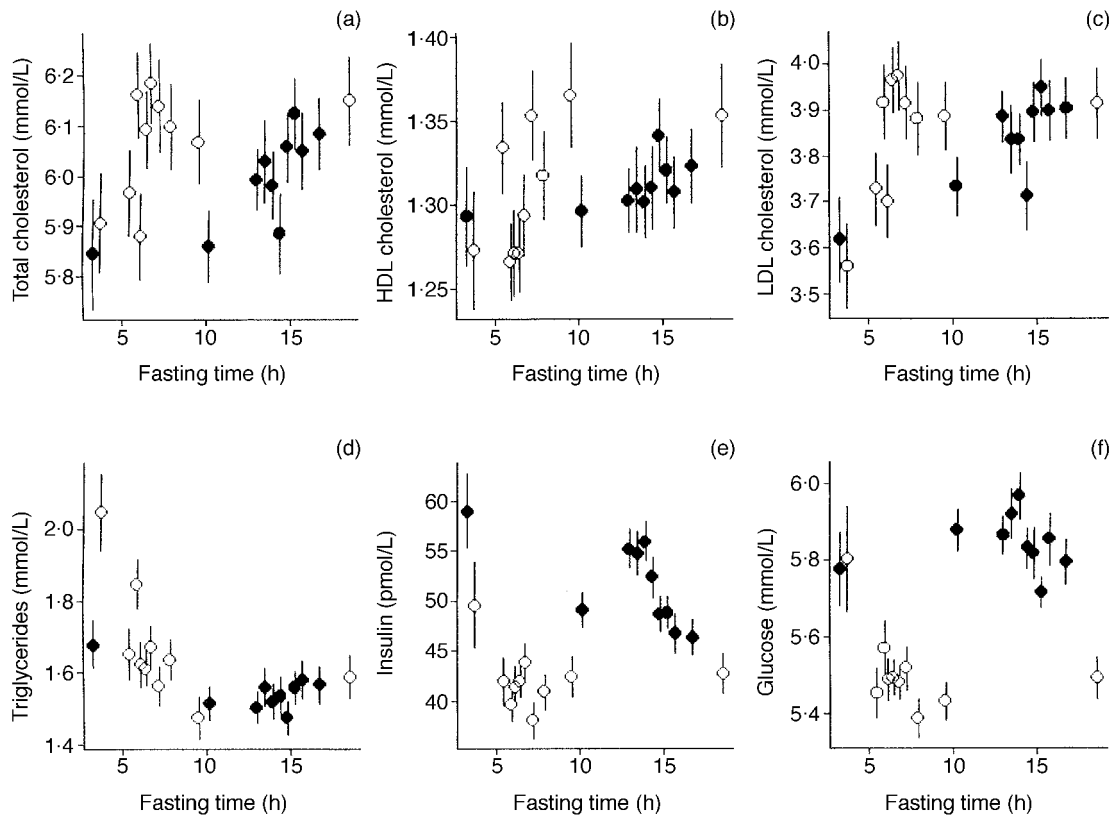 (a)
Total cholesterol (mmol/L)
6·2
6·1
6·0
5·9
5·8
5 10 15
Fasting time (h)
(b)
HDL cholesterol (mmol/L)
1·40
1·35
1·30
1·25
5 10 15
Fasting time (h)
(c)
LDL cholesterol (mmol/L)
4·0
3·9
3·8
3·7
3·6
3·5
5 10 15
Fasting time (h)
(d)
Triglycerides (mmol/L)
2·0
1·8
1·6
1·4
5 10 15
Fasting time (h)
(e)
Insulin (pmol/L)
60
55
50
45
40
5 10 15
Fasting time (h)
(f)
Glucose (mmol/L)
6·0
5·8
5·6
5·4
5 10 15
Fasting time (h)